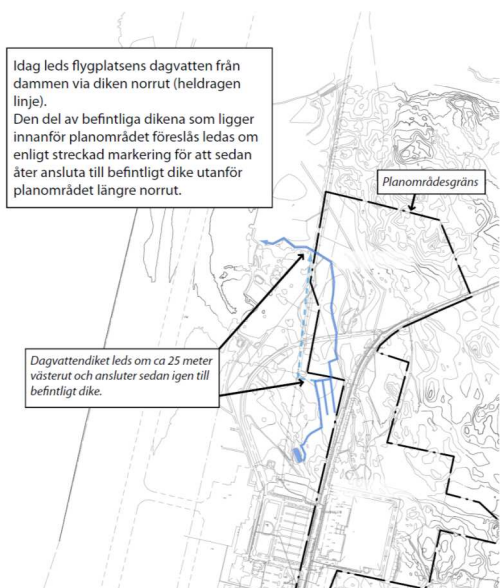 Idag leds flygplatsens dagvatten från
dammen via diken norrut (heldragen
linje).
Den del av befintliga dikena som ligger
innanför planområdet föreslås ledas om
enligt streckad markering för att sedan
åter ansluta till befintligt dike utanför
planområdet längre norrut.
Planområdesgräns
Dagvattendiket leds om ca 25 meter
västerut och ansluter sedan igen till
befintligt dike.